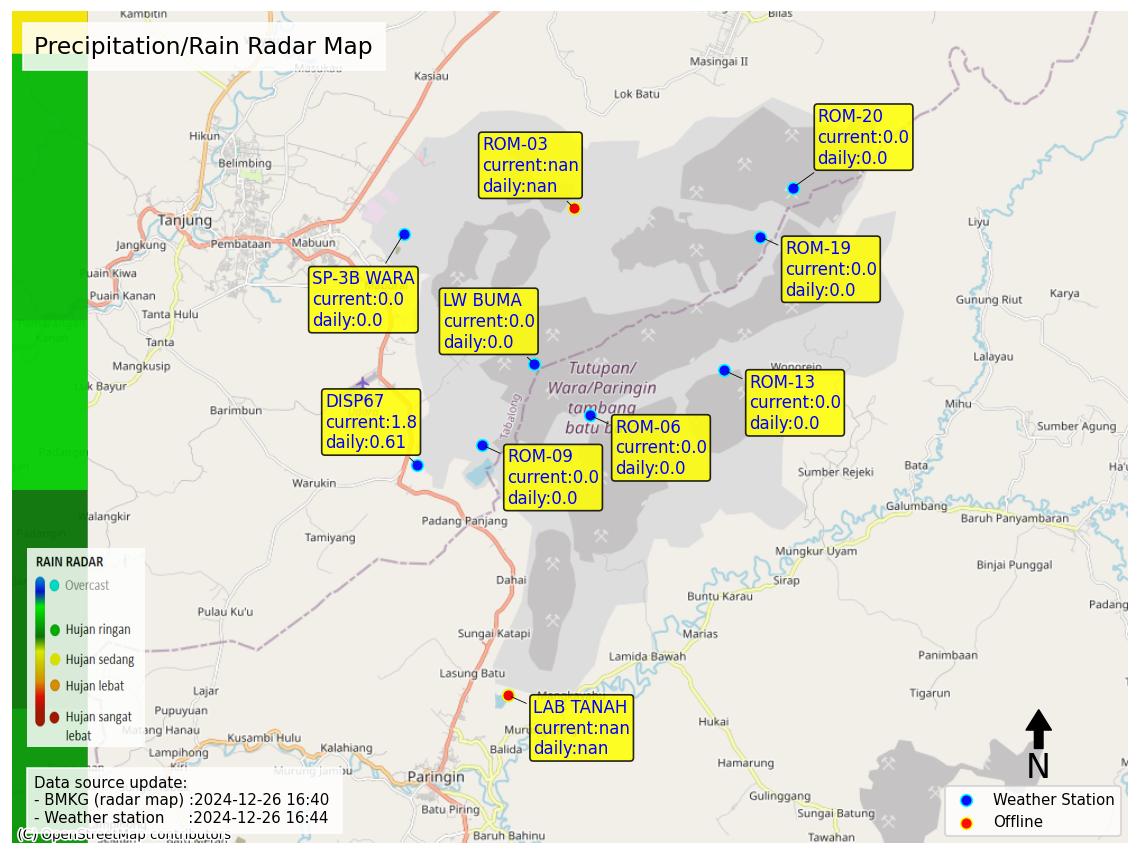 Kambitin
Bilas
Precipitation/Rain Radar Map
Masukau
Kasiau
Masingai II
Lok Batu
ROM-20
current:0.0
daily:0.0
ROM-03
current:nan
daily:nan
Hikun
Belimbing
Tanjung
Jangkung
Pembataan
Mabuun
Liyu
ROM-19
current:0.0
daily:0.0
Puain Kiwa
Puain Kanan
SP-3B WARA
current:0.0
daily:0.0
LW BUMA
current:0.0
daily:0.0
Gunung Riut
Karya
Tanta Hulu
Kanan
Tanta
Mangkusip
Lalayau
Wonorejo
Tutupan/
Wara/Paringin
tambang
batu b
ROM-13
current:0.0
daily:0.0
Luk Bayur
Barimbun
DISP67
current:1.8
daily:0.61
Tabalong
ROM-06
current:0.0
daily:0.0
Mihu
Sumber Agung
ROM-09
current:0.0
daily:0.0
Sumber Rejeki
Bata
Warukin
Galumbang
Baruh Panyambaran
Walangkir
Padang Panjang
Tamiyang
Mungkur Uyam
Binjai Punggal
RAIN RADAR
Overcast
Hujan ringan
Hujan sedang
Hujan lebat
Hujan sangat
lebat
Dahai
Sirap
Buntu Karau
Padang
Pulau Ku'u
Sungai Katapi
Marias
Lamida Bawah
Panimbaan
Lasung Batu
Lajar
Tigarun
Pupuyuan
LAB TANAH
current:nan
daily:nan
Matang Hanau
Kusambi Hulu
Kalahiang
Lampihong
Balida
Hukai
Hamarung
Murung Jambu
Paringin
N
Data source update:
- BMKG (radar map) :2024-12-26 16:40
- Weather station :2024-12-26 16:44
Batu Piring
Gulinggang
Sungai Batung
Weather Station
Offline
(C) OpenStreetMap contributors
Baruh Bahinu
Tawahan